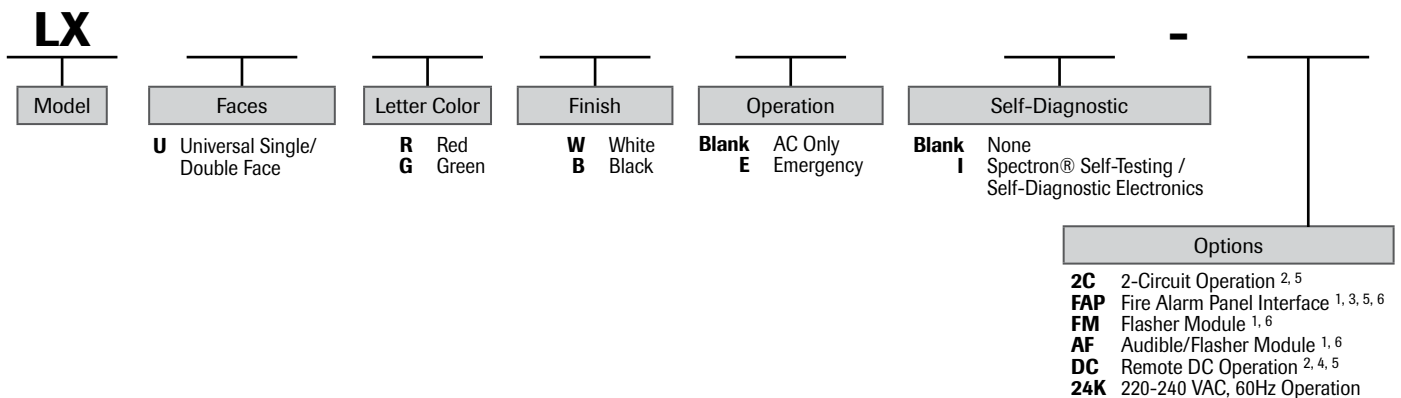 LX -
Model Faces Letter Color Finish Operation Self-Diagnostic
U Universal Single/ R Red W White Blank AC Only Blank None
Double Face G Green B Black E Emergency I Spectron® Self-Testing /
Self-Diagnostic Electronics
Options
2C 2-Circuit Operation 2, 5
FAP Fire Alarm Panel Interface 1, 3, 5, 6
FM Flasher Module 1, 6
AF Audible/Flasher Module 1, 6
DC Remote DC Operation 2, 4, 5
24K 220-240 VAC, 60Hz Operation